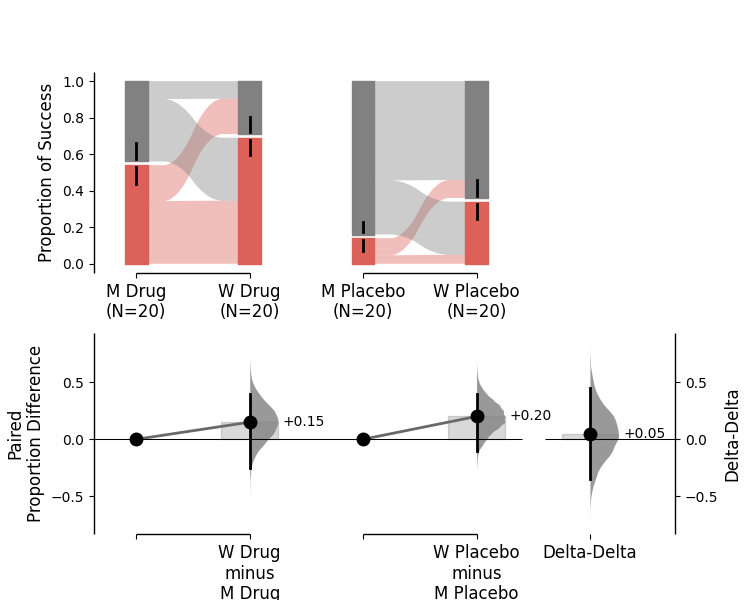 Proportion of Success
1.0
0.8
0.6
0.4
0.2
0.0
M Drug
(N=20)
W Drug
(N=20)
M Placebo
(N=20)
W Placebo
(N=20)
Paired
Proportion Difference
0.5
0.0
−0.5
+0.15
+0.20
+0.05
0.5
0.0
−0.5
Delta-Delta
W Drug
minus
M Drug
W Placebo
minus
M Placebo
Delta-Delta